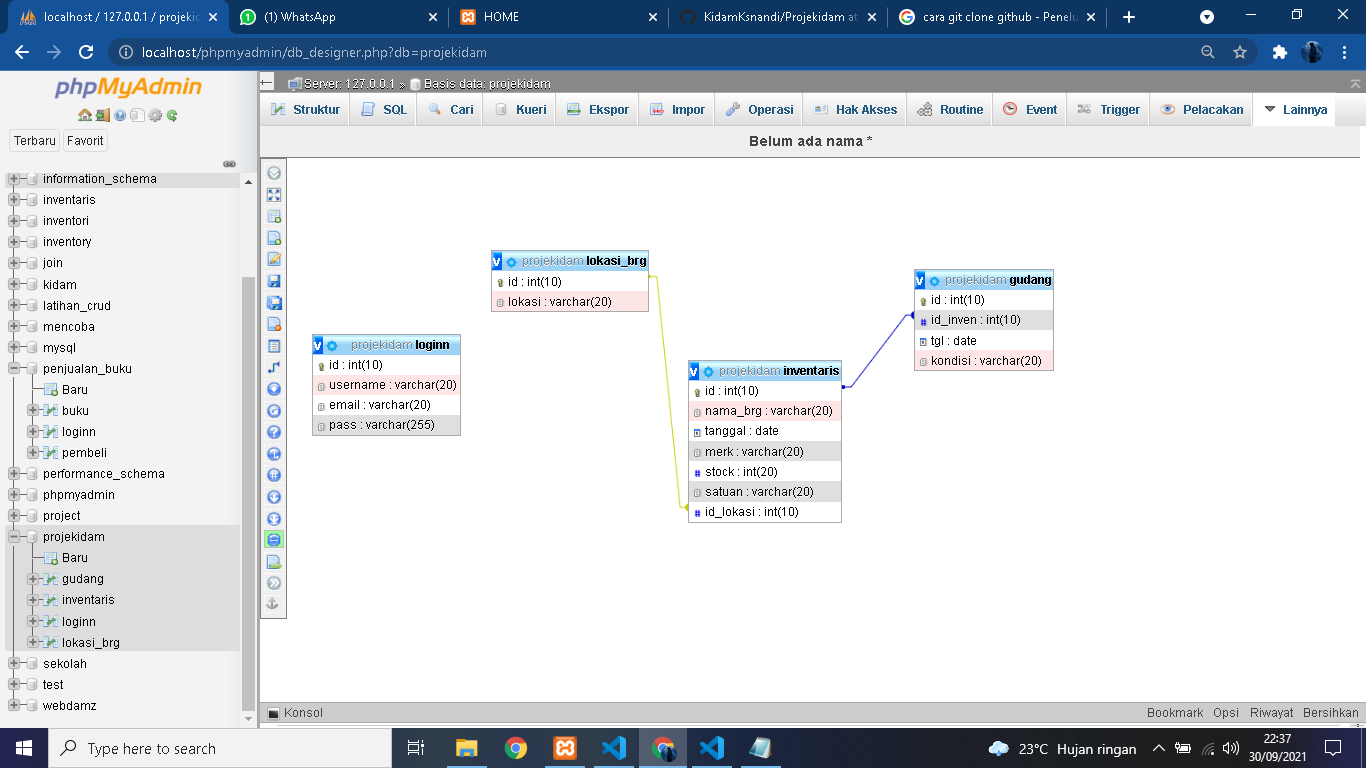 localhost / 127.0.0.1 / projekid
(1) WhatsApp
HOME
KidamKsnandi/Projekidam at
cara git clone github - Penelu
localhost/phpmyadmin/db_designer.php?db=projekidam
phpMyAdmin
Terbaru Favorit
information_schema
inventaris
inventori
inventory
join
kidam
latihan_crud
mencoba
mysql
penjualan_buku
Baru
buku
loginn
pembeli
performance_schema
phpmyadmin
project
projekidam
Baru
gudang
inventaris
loginn
lokasi_brg
sekolah
test
webdamz
Server: 127.0.0.1 » Basis data: projekidam
Struktur SQL Cari Kueri Ekspor Impor Operasi Hak Akses Routine Event Trigger Pelacakan Lainnya
Belum ada nama *
v projekidam lokasi_brg
id : int(10)
lokasi : varchar(20)
v projekidam loginn
id : int(10)
username : varchar(20)
email : varchar(20)
pass : varchar(255)
v projekidam inventaris
id : int(10)
nama_brg : varchar(20)
tanggal : date
merk : varchar(20)
# stock : int(20)
satuan : varchar(20)
# id_lokasi : int(10)
v projekidam gudang
id : int(10)
# id_inven : int(10)
tgl : date
kondisi : varchar(20)
Konsol
Bookmark Opsi Riwayat Bersihkan
Type here to search
23°C Hujan ringan
22:37
30/09/2021